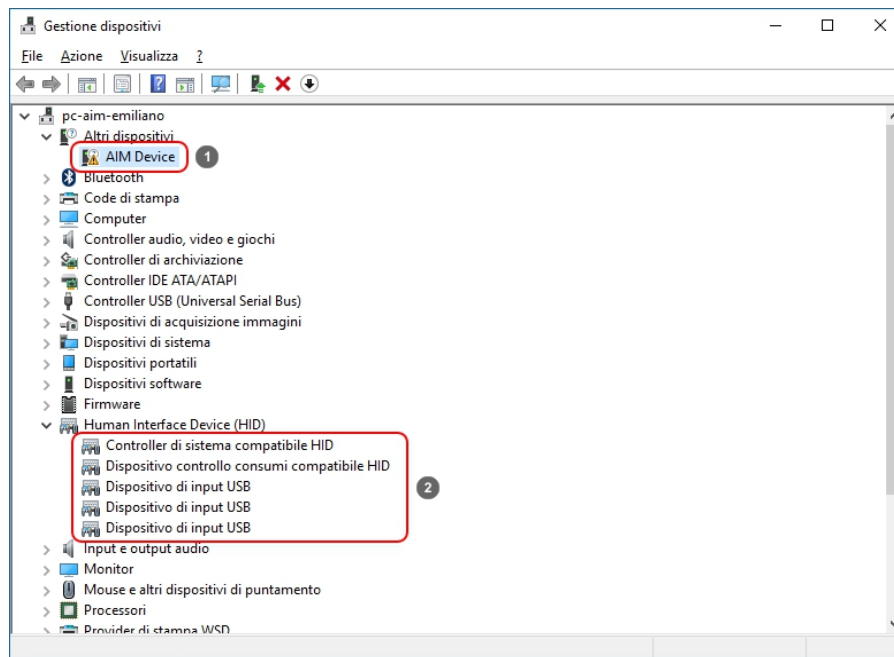 Gestione dispositivi
File Azione Visualizza ?
pc-aim-emiliano
Altri dispositivi
AIM Device 1
Bluetooth
Code di stampa
Computer
Controller audio, video e giochi
Controller di archiviazione
Controller IDE ATA/ATAPI
Controller USB (Universal Serial Bus)
Dispositivi di acquisizione immagini
Dispositivi di sistema
Dispositivi portatili
Dispositivi software
Firmware
Human Interface Device (HID)
Controller di sistema compatibile HID
Dispositivo controllo consumi compatibile HID
Dispositivo di input USB 2
Dispositivo di input USB
Dispositivo di input USB
Input e output audio
Monitor
Mouse e altri dispositivi di puntamento
Processori
Provider di stampa WSD